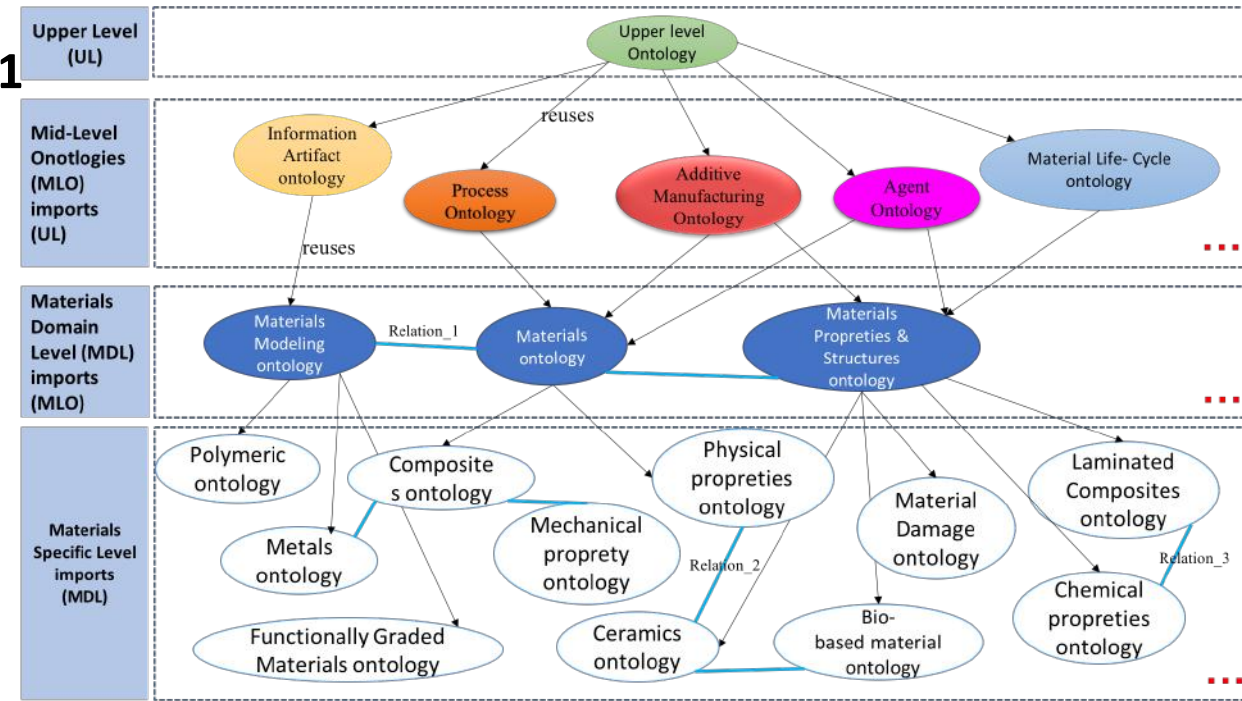 Upper Level
(UL)
1
Upper level
Ontology
Mid-Level
Onotlogies
(MLO)
imports
(UL)
reuses
Information
Artifact
ontology
Process
Ontology
Additive
Manufacturing
Ontology
Agent
Ontology
Material Life- Cycle
ontology
reuses
...
Materials
Domain
Level (MDL)
imports
(MLO)
Materials
Modeling
ontology
Relation_1
Materials
ontology
Materials
Propreties &
Structures
ontology
...
Materials
Specific Level
imports
(MDL)
Polymeric
ontology
Composite
s ontology
Physical
propreties
ontology
Laminated
Composites
ontology
Metals
ontology
Mechanical
proprety
ontology
Material
Damage
ontology
Relation_2
Relation_3
Functionally Graded
Materials ontology
Ceramics
ontology
Bio-
based material
ontology
Chemical
propreties
ontology
...